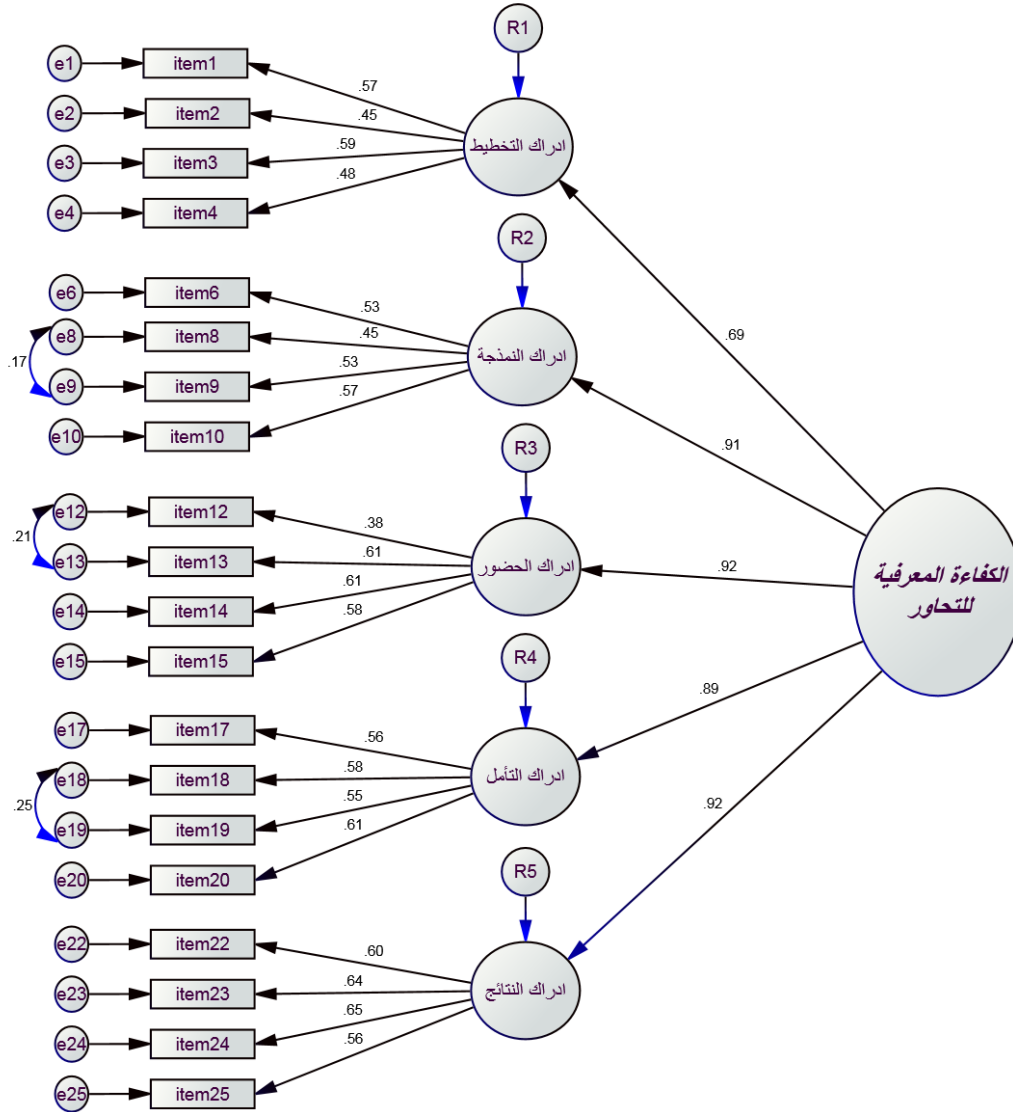 R1
e1
item1
.57
e2
item2
.45
ادراك التخطيط
e3
item3
.59
e4
item4
.48
R2
e6
item6
.53
e8
item8
.45
.17
ادراك النمذجة
e9
item9
.53
e10
item10
.57
.69
.91
R3
e12
item12
.38
.21
e13
item13
.61
ادراك الحضور
.92
e14
item14
.61
e15
item15
.58
الكفاءة المعرفية
للتحاور
R4
e17
item17
.56
e18
item18
.58
.25
ادراك التأمل
.89
e19
item19
.55
e20
item20
.61
.92
R5
e22
item22
.60
e23
item23
.64
ادراك النتائج
e24
item24
.65
e25
item25
.56